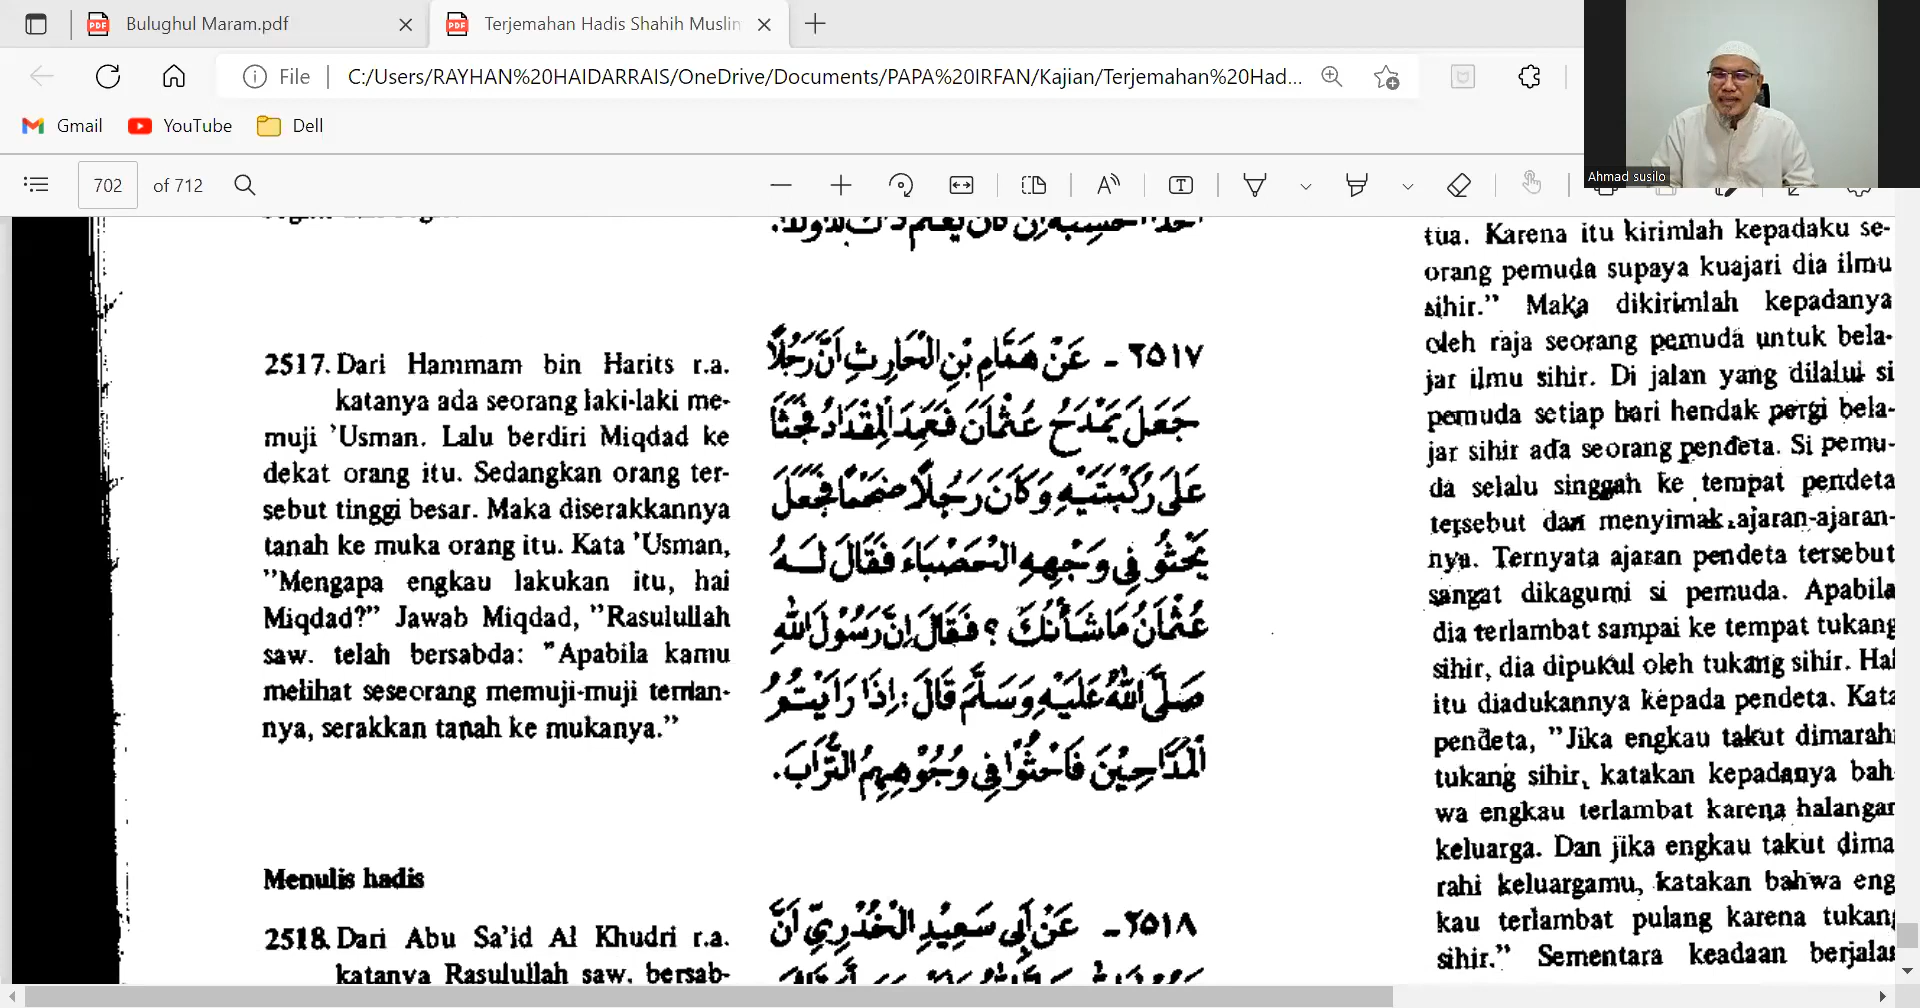 Bulughul Maram.pdf
Terjemahan Hadis Shahih Muslim
File
C:/Users/RAYHAN%20HAIDARRAIS/OneDrive/Documents/PAPA%20IRFAN/Kajian/Terjemahan%20Had...
Gmail
YouTube
Dell
702
of 712
Ahmad susilo
2517. Dari Hammam bin Harits r.a.
katanya ada seorang laki-laki me-
muji 'Usman. Lalu berdiri Miqdad ke
dekat orang itu. Sedangkan orang ter-
sebut tinggi besar. Maka diserakkannya
tanah ke muka orang itu. Kata 'Usman,
"Mengapa engkau lakukan itu, hai
Miqdad?" Jawab Miqdad, "Rasulullah
saw. telah bersabda: "Apabila kamu
melihat seseorang memuji-muji teman-
nya, serakkan tanah ke mukanya."
Menulis hadis
2518. Dari Abu Sa'id Al Khudri r.a.
katanya Rasulullah saw. bersab-
٢٥١٧ - عَنْ هَمَّامِ بْنِ الْحَارِثِ أَنَّ رَجُلًا
جَعَلَ يَمْدَحُ عُثْمَانَ فَعَمِدَ الْمِقْدَادُ فَجَثَا
عَلَى رُكْبَتَيْهِ وَكَانَ رَجُلًا ضَخْمًا فَجَعَلَ
يَحْثُو فِي وَجْهِهِ الْحَصْبَاءَ فَقَالَ لَهُ
عُثْمَانُ مَا شَأْنُكَ ؟ فَقَالَ إِنَّ رَسُوْلَ اللهِ
صَلَّى اللهُ عَلَيْهِ وَسَلَّمَ قَالَ : إِذَا رَأَيْتُمُ
الْمَدَّاحِيْنَ فَاحْثُوْا فِي وُجُوْهِهِمُ التُّرَابَ.
٢٥١٨ - عَنْ أَبِي سَعِيْدٍ الْخُدْرِيِّ أَنَّ
tua. Karena itu kirimlah kepadaku se-
orang pemuda supaya kuajari dia ilmu
sihir." Maka dikirimlah kepadanya
oleh raja seorang pemuda untuk bela-
jar ilmu sihir. Di jalan yang dilalui si
pemuda setiap hari hendak pergi bela-
jar sihir ada seorang pendeta. Si pemu-
da selalu singgah ke tempat pendeta
tersebut dan menyimak ajaran-ajaran-
nya. Ternyata ajaran pendeta tersebut
sangat dikagumi si pemuda. Apabila
dia terlambat sampai ke tempat tukang
sihir, dia dipukul oleh tukang sihir. Hal
itu diadukannya kepada pendeta. Kata
pendeta, "Jika engkau takut dimarahi
tukang sihir, katakan kepadanya bah-
wa engkau terlambat karena halangan
keluarga. Dan jika engkau takut dima
rahi keluargamu, katakan bahwa eng
kau terlambat pulang karena tukang
sihir." Sementara keadaan berjalan